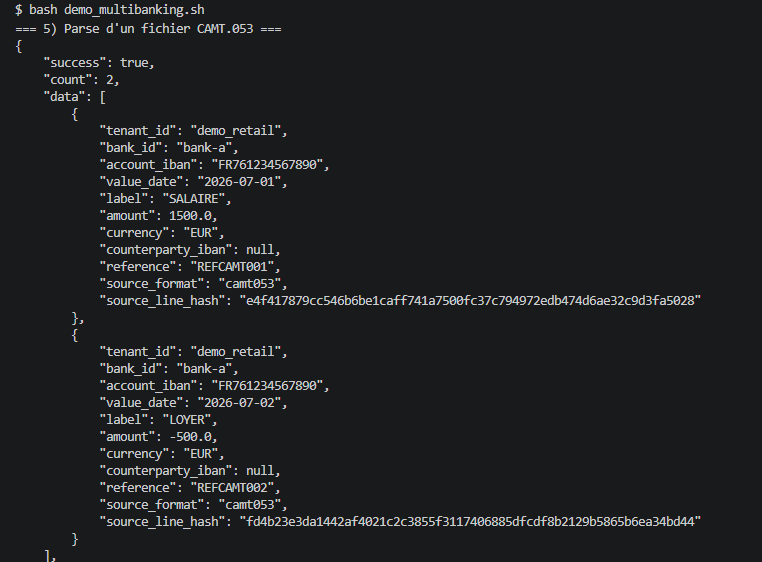 $ bash demo_multibanking.sh
=== 5) Parse d'un fichier CAMT.053 ===
{
    "success": true,
    "count": 2,
    "data": [
        {
            "tenant_id": "demo_retail",
            "bank_id": "bank-a",
            "account_iban": "FR761234567890",
            "value_date": "2026-07-01",
            "label": "SALAIRE",
            "amount": 1500.0,
            "currency": "EUR",
            "counterparty_iban": null,
            "reference": "REFCAMT001",
            "source_format": "camt053",
            "source_line_hash": "e4f417879cc546b6be1caff741a7500fc37c794972edb474d6ae32c9d3fa5028"
        },
        {
            "tenant_id": "demo_retail",
            "bank_id": "bank-a",
            "account_iban": "FR761234567890",
            "value_date": "2026-07-02",
            "label": "LOYER",
            "amount": -500.0,
            "currency": "EUR",
            "counterparty_iban": null,
            "reference": "REFCAMT002",
            "source_format": "camt053",
            "source_line_hash": "fd4b23e3da1442af4021c2c3855f3117406885dfcdf8b2129b5865b6ea34bd44"
        }
    ],